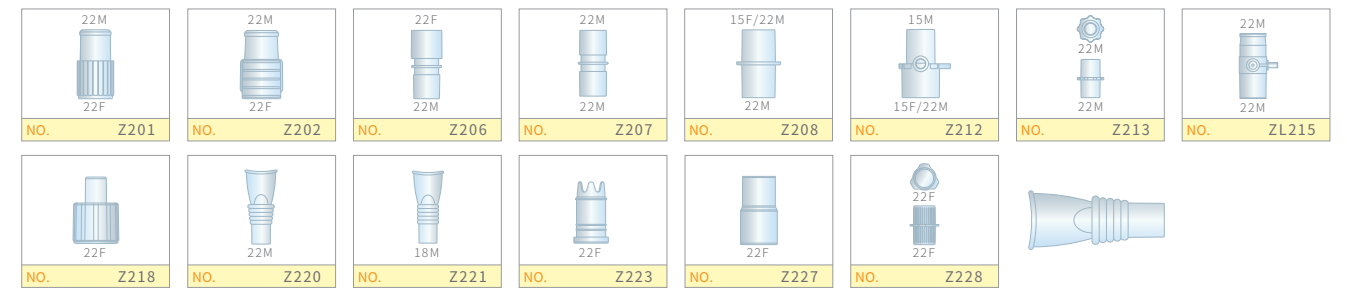 22M
22F
NO. Z201
22M
22F
NO. Z202
22F
22M
NO. Z206
22M
22M
NO. Z207
15F/22M
22M
NO. Z208
15M
15F/22M
NO. Z212
22M
22M
NO. Z213
22M
22M
NO. ZL215
22F
NO. Z218
22M
NO. Z220
18M
NO. Z221
22F
NO. Z223
22F
NO. Z227
22F
22F
NO. Z228